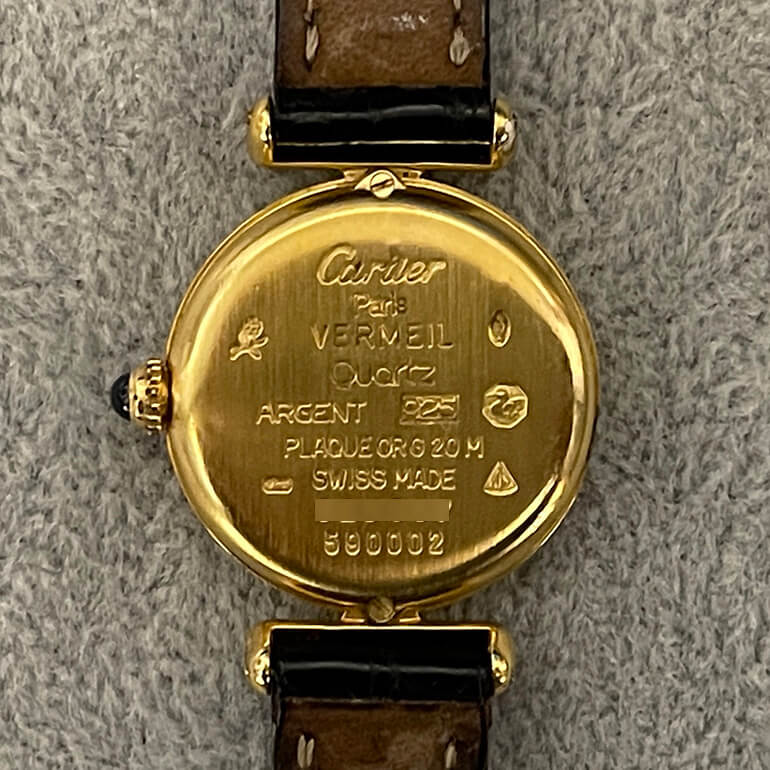 Cartier
Paris
VERMEIL
Quartz
ARGENT 925
PLAQUE OR G 20 M
SWISS MADE
590002